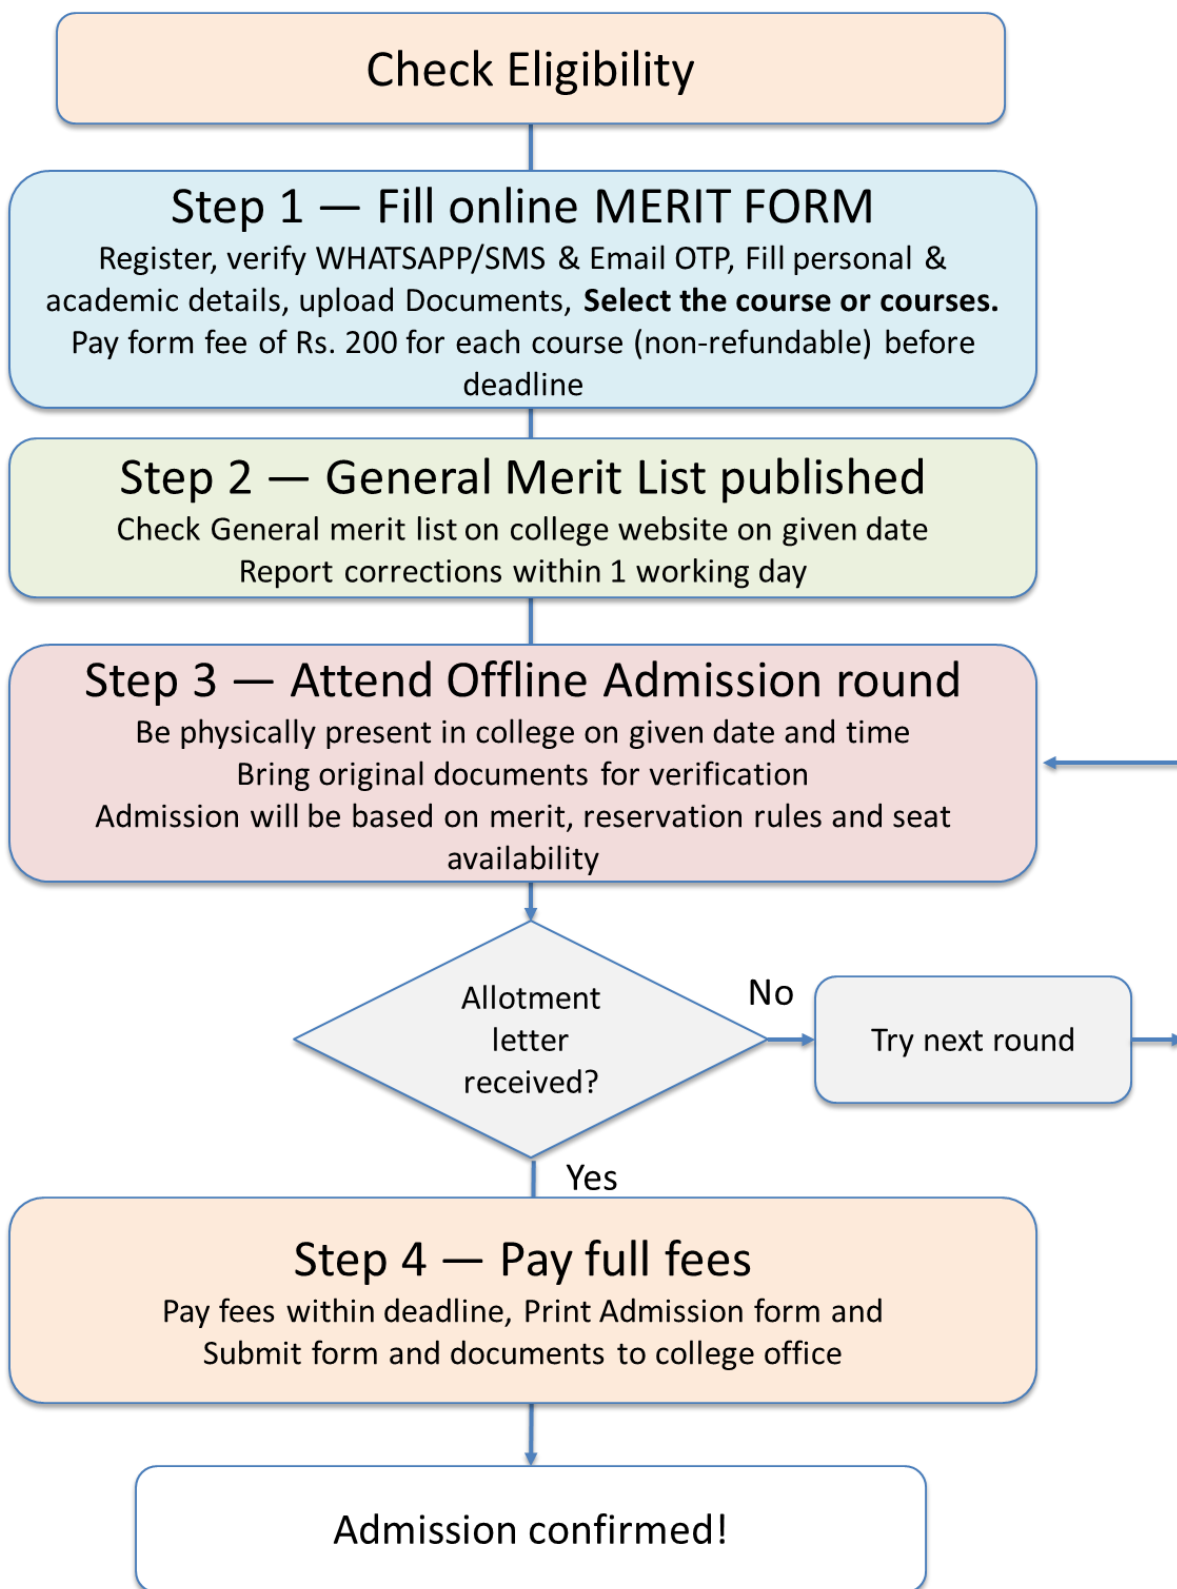 Check Eligibility
Step 1 — Fill online MERIT FORM
Register, verify WHATSAPP/SMS & Email OTP, Fill personal &
academic details, upload Documents, Select the course or courses.
Pay form fee of Rs. 200 for each course (non-refundable) before
deadline
Step 2 — General Merit List published
Check General merit list on college website on given date
Report corrections within 1 working day
Step 3 — Attend Offline Admission round
Be physically present in college on given date and time
Bring original documents for verification
Admission will be based on merit, reservation rules and seat
availability
Allotment
letter
received?
No
Try next round
Yes
Step 4 — Pay full fees
Pay fees within deadline, Print Admission form and
Submit form and documents to college office
Admission confirmed!